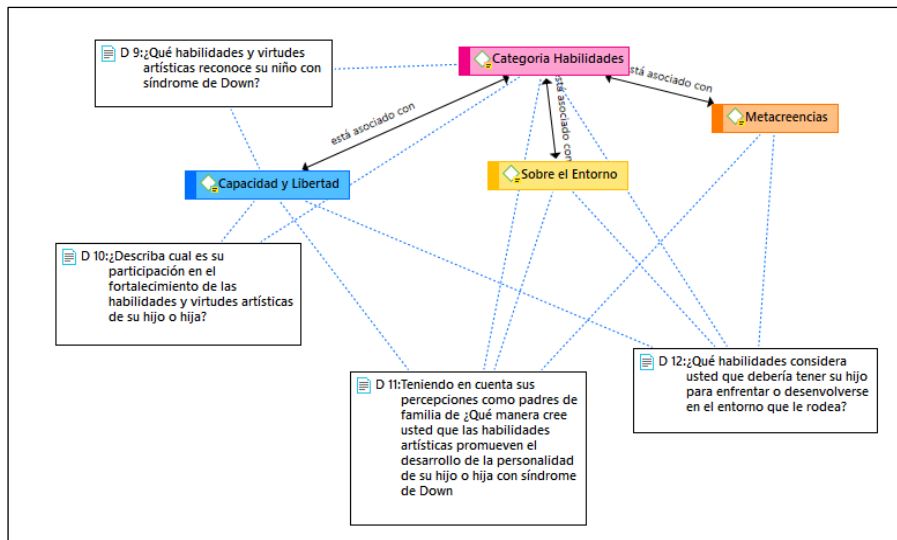 D 9:¿Qué habilidades y virtudes
artísticas reconoce su niño con
síndrome de Down?
Categoria Habilidades
está asociado con
está asociado con
está asociado con
Metacreencias
Capacidad y Libertad
Sobre el Entorno
D 10:¿Describa cual es su
participación en el
fortalecimiento de las
habilidades y virtudes artísticas
de su hijo o hija?
D 11:Teniendo en cuenta sus
percepciones como padres de
familia de ¿Qué manera cree
usted que las habilidades
artísticas promueven el
desarrollo de la personalidad
de su hijo o hija con síndrome
de Down
D 12:¿Qué habilidades considera
usted que debería tener su hijo
para enfrentar o desenvolverse
en el entorno que le rodea?